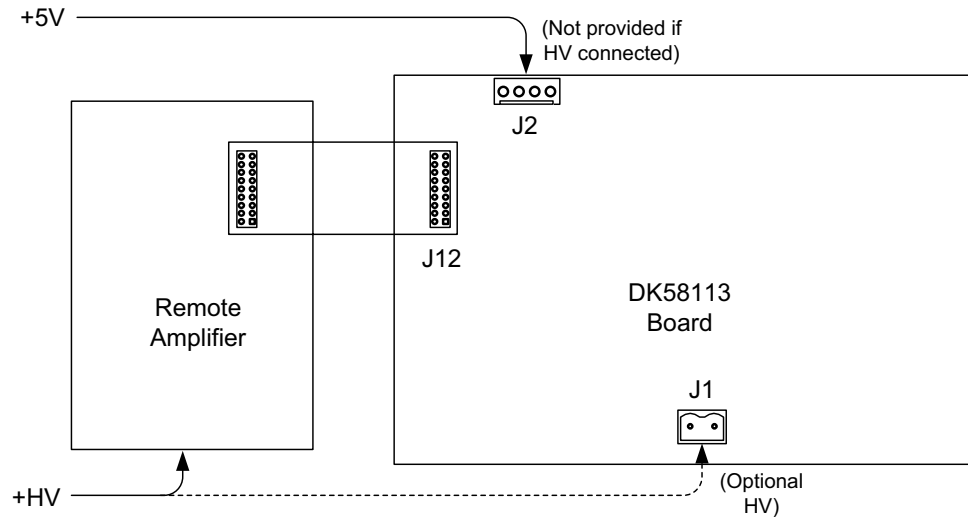 +5V
(Not provided if
HV connected)
J2
J12
Remote
Amplifier
DK58113
Board
J1
+HV
(Optional
HV)